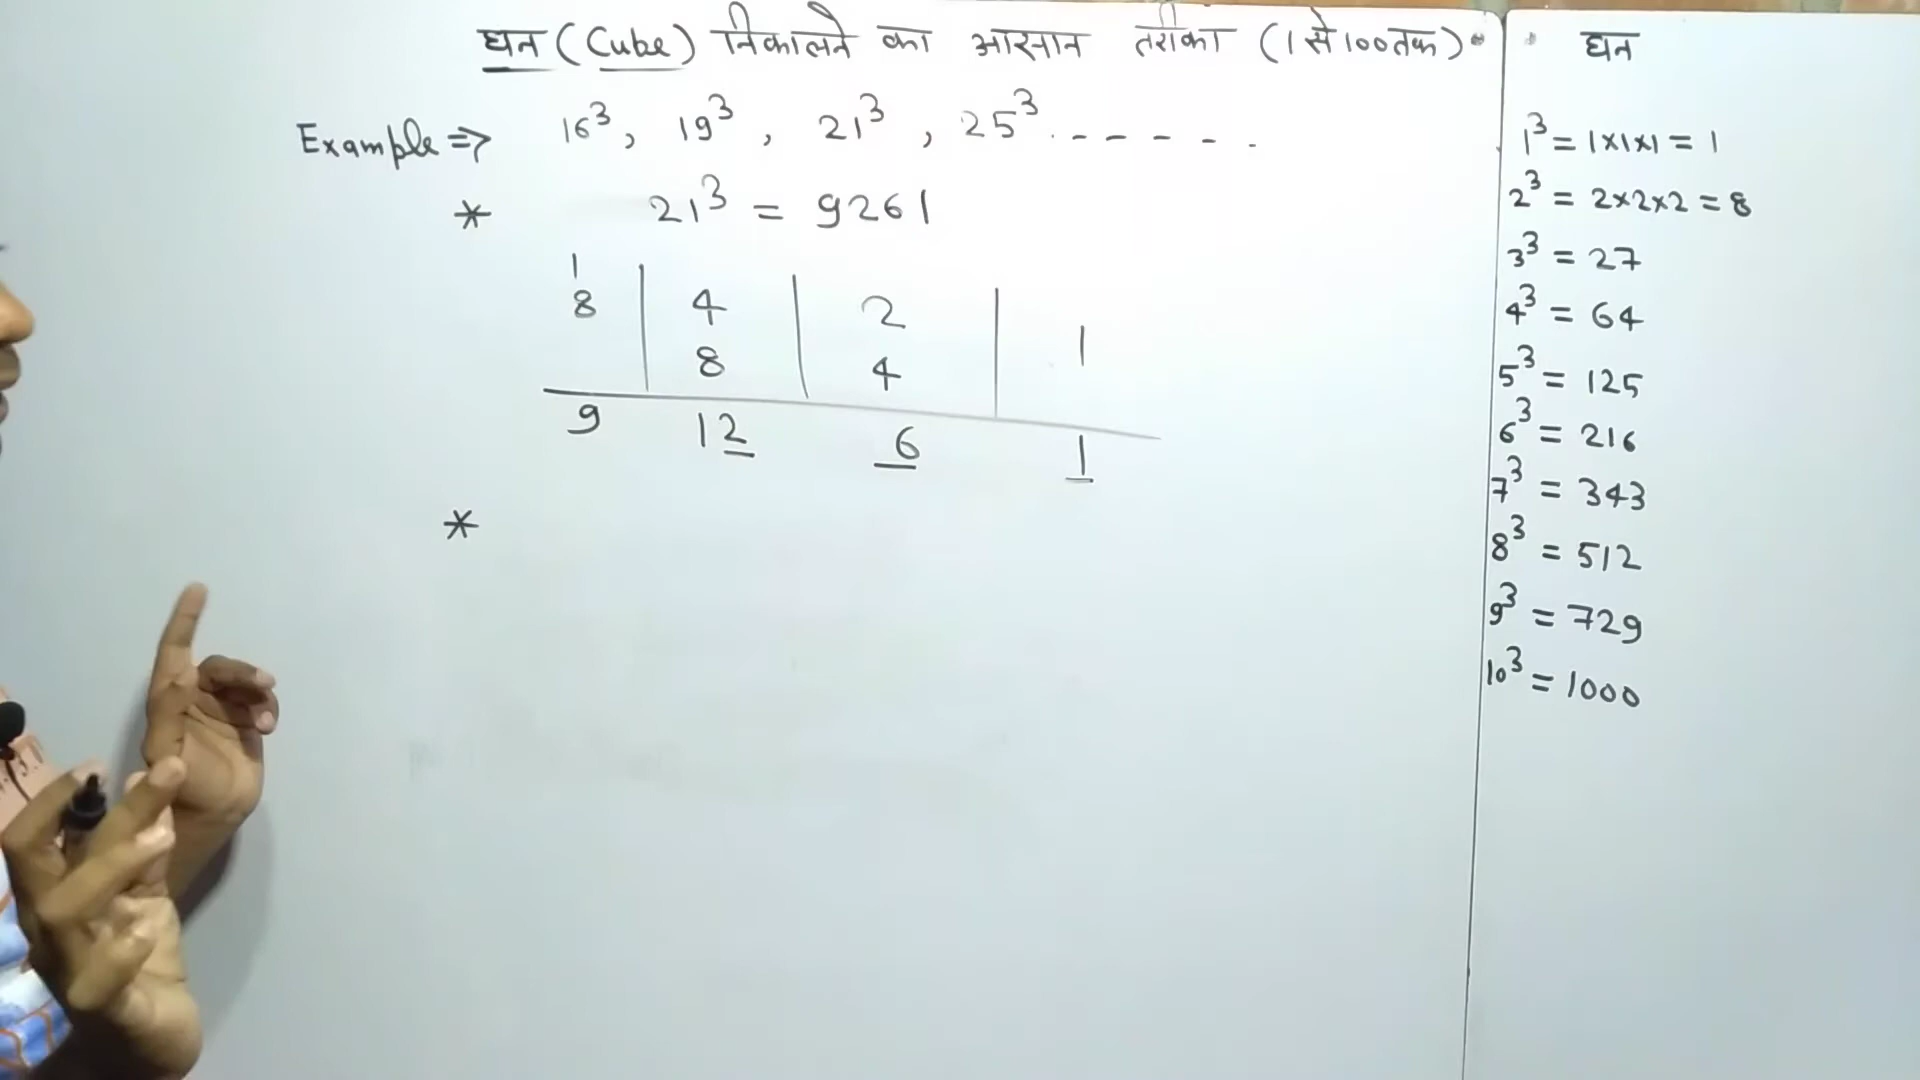 घन (Cube) निकालने का आसान तरीका (1 से 100 तक)
Example ⇒ 16³, 19³, 21³, 25³ . - - - - .
* 21³ = 9261
1
8 | 4 | 2 | 1
8 | 4
9 12 6 1
*
घन
1³ = 1×1×1 = 1
2³ = 2×2×2 = 8
3³ = 27
4³ = 64
5³ = 125
6³ = 216
7³ = 343
8³ = 512
9³ = 729
10³ = 1000